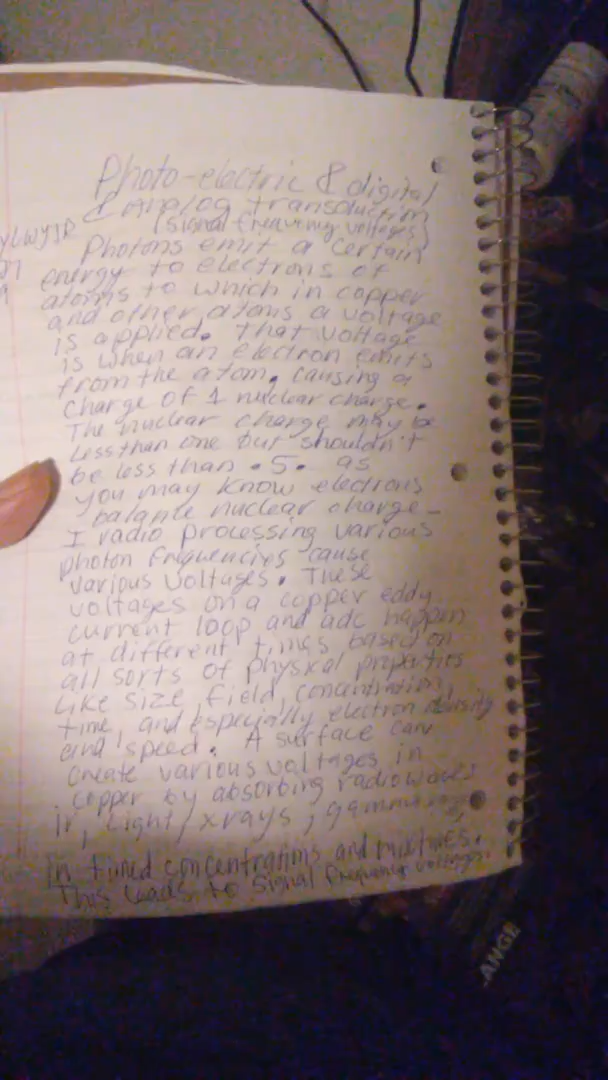 Photo-electric & digital
& Analog transduction
(signal frequency voltages)
Photons emit a certain
energy to electrons of
atoms to which in copper
and other atoms a voltage
is applied. That voltage
is when an electron emits
from the atom, causing a
charge of 1 nuclear charge.
The nuclear charge may be
less than one but shouldn't
be less than .5. as
you may know electrons
balance nuclear charge-
I radio processing various
photon frequencies cause
various voltages. These
voltages on a copper eddy
current loop and adc happen
at different times based on
all sorts of physical properties
like size, field, concentration,
time, and especially electron density
and speed. A surface can
create various voltages in
copper by absorbing radiowaves
ir, light, xrays, gamma rays
in tuned concentrations and mixtures.
This leads to signal frequency voltages.
ANGE